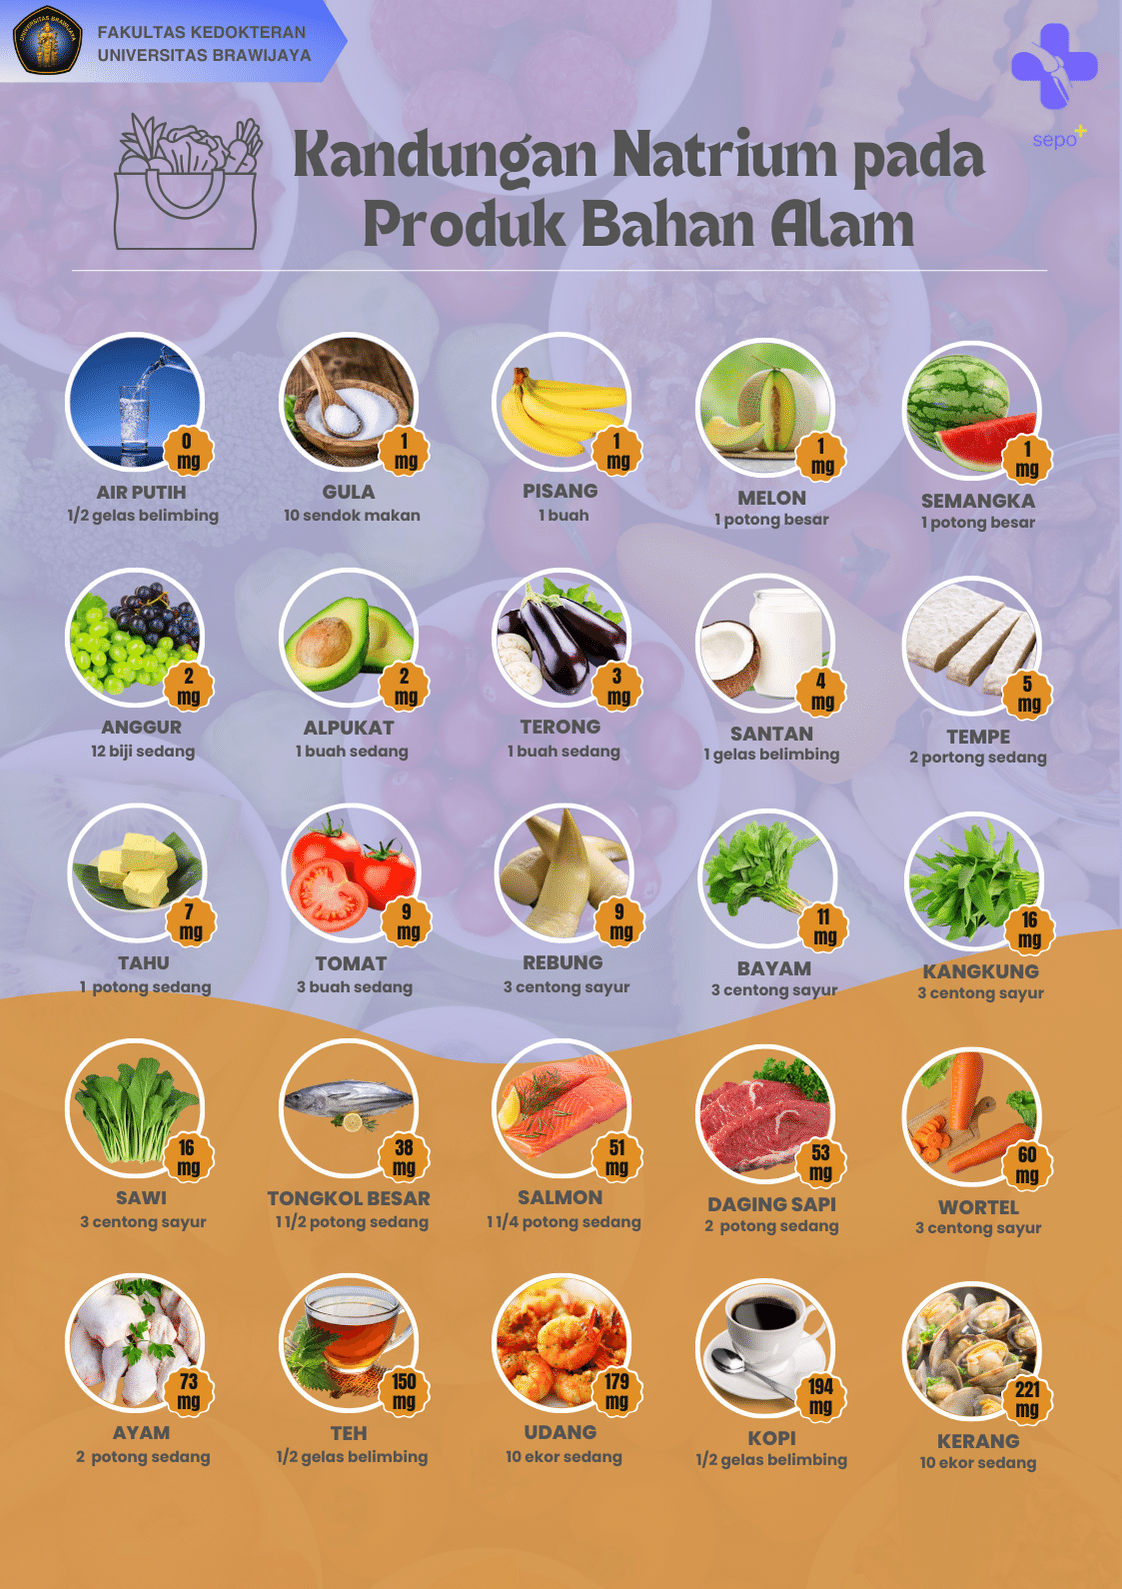 UNIVERSITAS BRAWIJAYA
FAKULTAS KEDOKTERAN
UNIVERSITAS BRAWIJAYA
sepo+
Kandungan Natrium pada
Produk Bahan Alam
0
mg
AIR PUTIH
1/2 gelas belimbing
1
mg
GULA
10 sendok makan
1
mg
PISANG
1 buah
1
mg
MELON
1 potong besar
1
mg
SEMANGKA
1 potong besar
2
mg
ANGGUR
12 biji sedang
2
mg
ALPUKAT
1 buah sedang
3
mg
TERONG
1 buah sedang
4
mg
SANTAN
1 gelas belimbing
5
mg
TEMPE
2 portong sedang
7
mg
TAHU
1 potong sedang
9
mg
TOMAT
3 buah sedang
9
mg
REBUNG
3 centong sayur
11
mg
BAYAM
3 centong sayur
16
mg
KANGKUNG
3 centong sayur
16
mg
SAWI
3 centong sayur
38
mg
TONGKOL BESAR
1 1/2 potong sedang
51
mg
SALMON
1 1/4 potong sedang
53
mg
DAGING SAPI
2 potong sedang
60
mg
WORTEL
3 centong sayur
73
mg
AYAM
2 potong sedang
150
mg
TEH
1/2 gelas belimbing
179
mg
UDANG
10 ekor sedang
194
mg
KOPI
1/2 gelas belimbing
221
mg
KERANG
10 ekor sedang